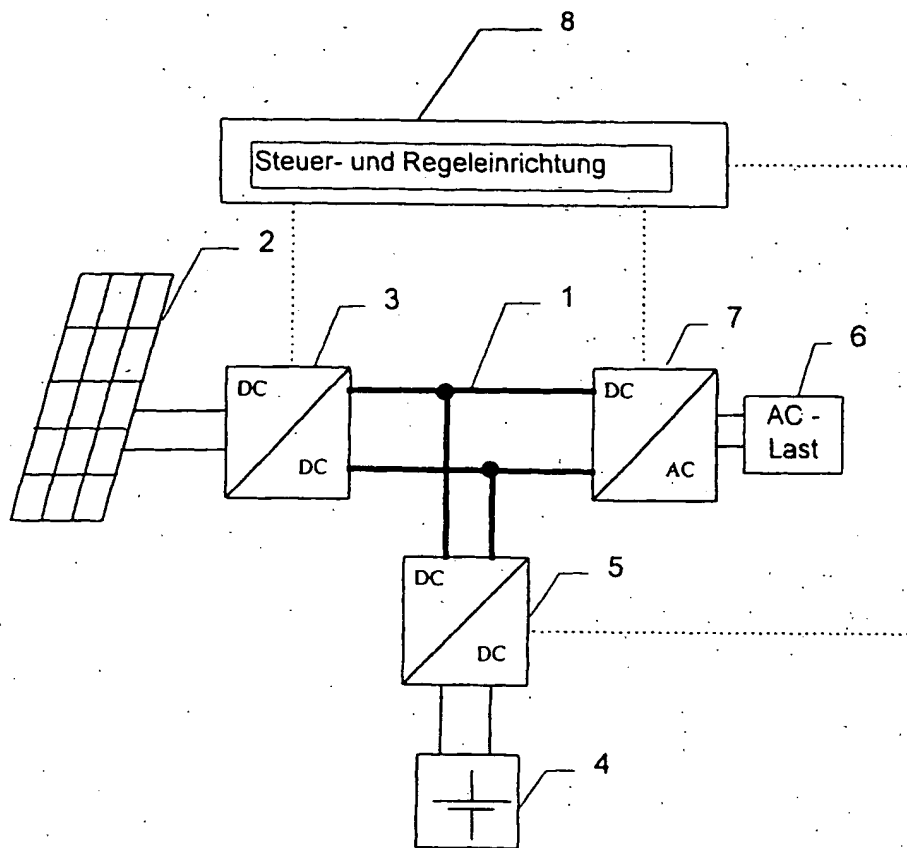 8
Steuer- und Regeleinrichtung
2
3
1
7
6
DC
DC
DC
AC
AC -
Last
DC
DC
5
4